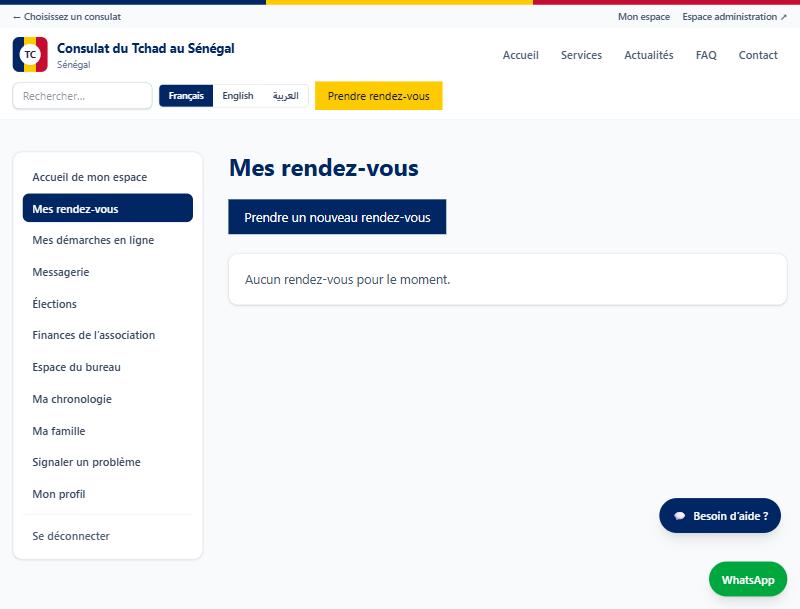 ← Choisissez un consulat
Mon espace
Espace administration ↗
TC
Consulat du Tchad au Sénégal
Sénégal
Accueil
Services
Actualités
FAQ
Contact
Rechercher...
Français
English
العربية
Prendre rendez-vous
Accueil de mon espace
Mes rendez-vous
Mes démarches en ligne
Messagerie
Élections
Finances de l'association
Espace du bureau
Ma chronologie
Ma famille
Signaler un problème
Mon profil
Se déconnecter
Mes rendez-vous
Prendre un nouveau rendez-vous
Aucun rendez-vous pour le moment.
Besoin d'aide ?
WhatsApp